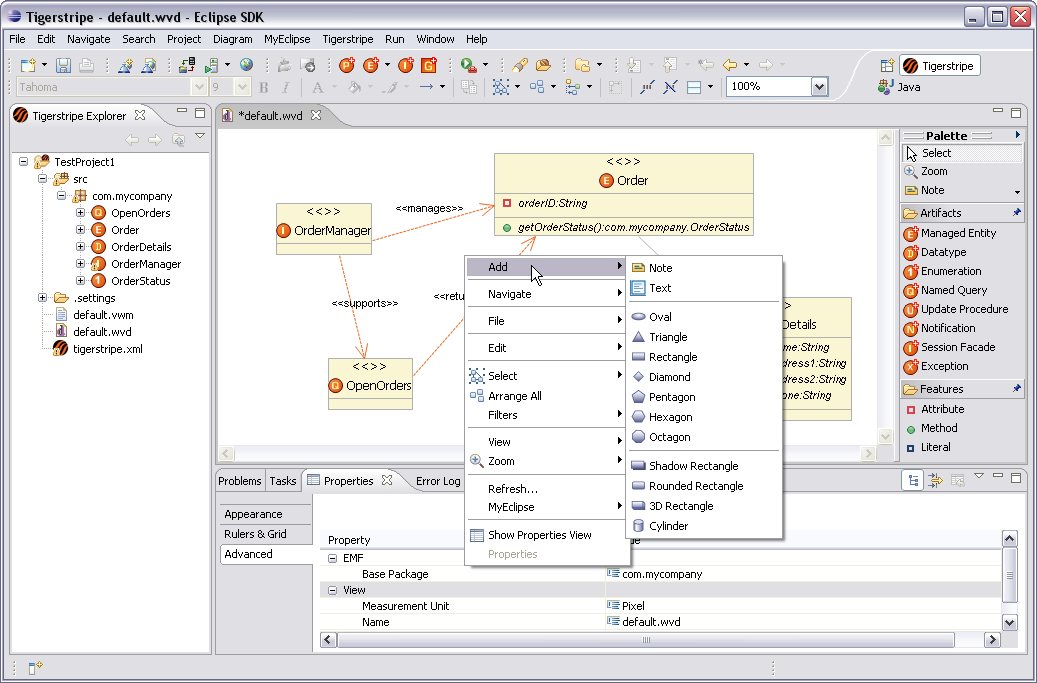 Tigerstripe - default.wvd - Eclipse SDK
File Edit Navigate Search Project Diagram MyEclipse Tigerstripe Run Window Help
Tigerstripe
Tahoma 9 B I A 100%
Java
Tigerstripe Explorer
TestProject1
src
com.mycompany
OpenOrders
Order
OrderDetails
OrderManager
OrderStatus
.settings
default.vwm
default.wvd
tigerstripe.xml
*default.wvd
<<>>
Order
orderID:String
getOrderStatus():com.mycompany.OrderStatus
<<>>
OrderManager
<<manages>>
<<supports>>
<<retu
<<>>
OpenOrders
>
Details
me:String
dress1:String
dress2:String
one:String
Add
Navigate
File
Edit
Select
Arrange All
Filters
View
Zoom
Refresh...
MyEclipse
Show Properties View
Properties
Note
Text
Oval
Triangle
Rectangle
Diamond
Pentagon
Hexagon
Octagon
Shadow Rectangle
Rounded Rectangle
3D Rectangle
Cylinder
Palette
Select
Zoom
Note
Artifacts
Managed Entity
Datatype
Enumeration
Named Query
Update Procedure
Notification
Session Facade
Exception
Features
Attribute
Method
Literal
Problems Tasks Properties Error Log
Appearance
Rulers & Grid
Advanced
Property
EMF
Base Package com.mycompany
View
Measurement Unit Pixel
Name default.wvd